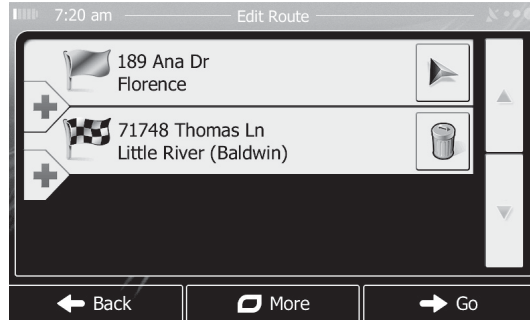 7:20 am
Edit Route
189 Ana Dr
Florence
71748 Thomas Ln
Little River (Baldwin)
Back
More
Go